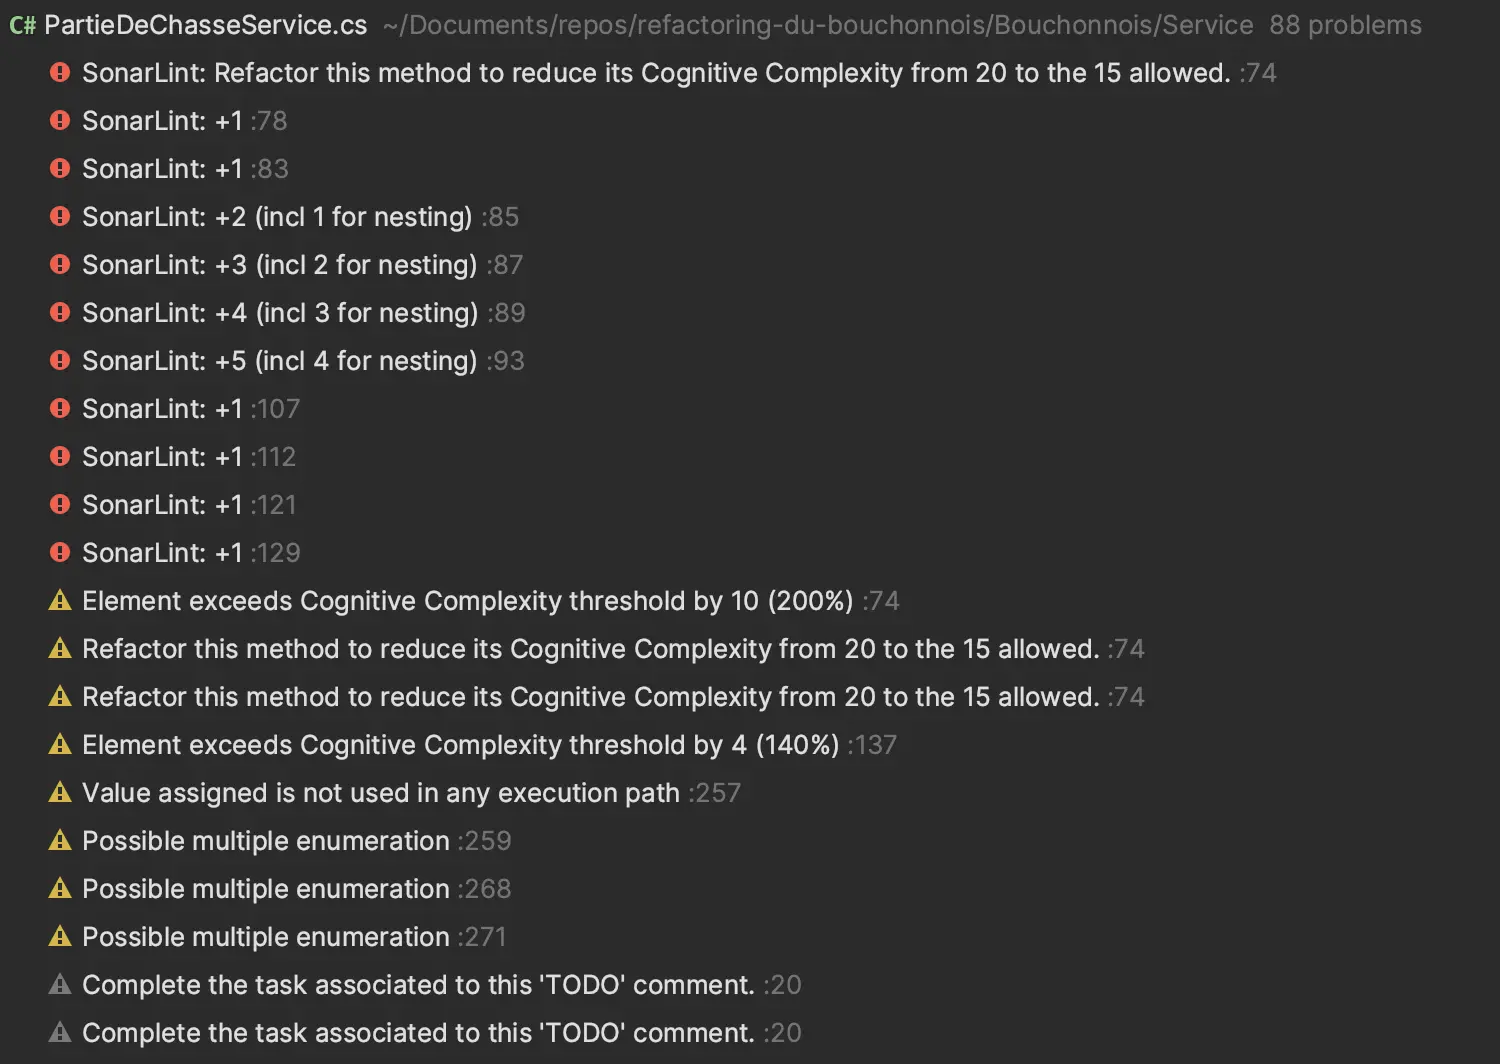 C# PartieDeChasseService.cs ~/Documents/repos/refactoring-du-bouchonnois/Bouchonnois/Service 88 problems
SonarLint: Refactor this method to reduce its Cognitive Complexity from 20 to the 15 allowed. :74
SonarLint: +1 :78
SonarLint: +1 :83
SonarLint: +2 (incl 1 for nesting) :85
SonarLint: +3 (incl 2 for nesting) :87
SonarLint: +4 (incl 3 for nesting) :89
SonarLint: +5 (incl 4 for nesting) :93
SonarLint: +1 :107
SonarLint: +1 :112
SonarLint: +1 :121
SonarLint: +1 :129
Element exceeds Cognitive Complexity threshold by 10 (200%) :74
Refactor this method to reduce its Cognitive Complexity from 20 to the 15 allowed. :74
Refactor this method to reduce its Cognitive Complexity from 20 to the 15 allowed. :74
Element exceeds Cognitive Complexity threshold by 4 (140%) :137
Value assigned is not used in any execution path :257
Possible multiple enumeration :259
Possible multiple enumeration :268
Possible multiple enumeration :271
Complete the task associated to this 'TODO' comment. :20
Complete the task associated to this 'TODO' comment. :20